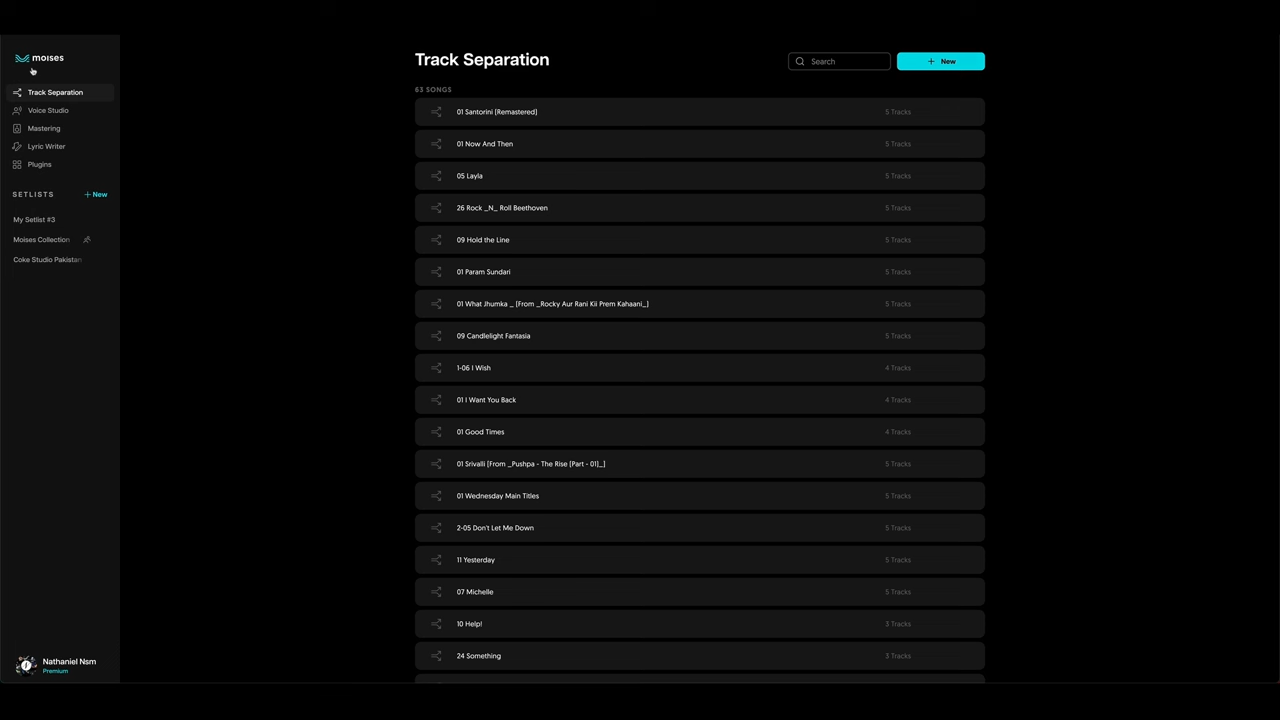 moises
Track Separation
Voice Studio
Mastering
Lyric Writer
Plugins
SETLISTS
+ New
My Setlist #3
Moises Collection
Coke Studio Pakistan
Nathaniel Nsm
Premium
Track Separation
Search
+ New
63 SONGS
01 Santorini [Remastered] 5 Tracks
01 Now And Then 5 Tracks
05 Layla 5 Tracks
26 Rock _N_ Roll Beethoven 5 Tracks
09 Hold the Line 5 Tracks
01 Param Sundari 5 Tracks
01 What Jhumka _ [From _Rocky Aur Rani Kii Prem Kahaani_] 5 Tracks
09 Candlelight Fantasia 5 Tracks
1-06 I Wish 4 Tracks
01 I Want You Back 4 Tracks
01 Good Times 4 Tracks
01 Srivalli [From _Pushpa - The Rise [Part - 01]_] 5 Tracks
01 Wednesday Main Titles 5 Tracks
2-05 Don't Let Me Down 5 Tracks
11 Yesterday 5 Tracks
07 Michelle 5 Tracks
10 Help! 3 Tracks
24 Something 3 Tracks